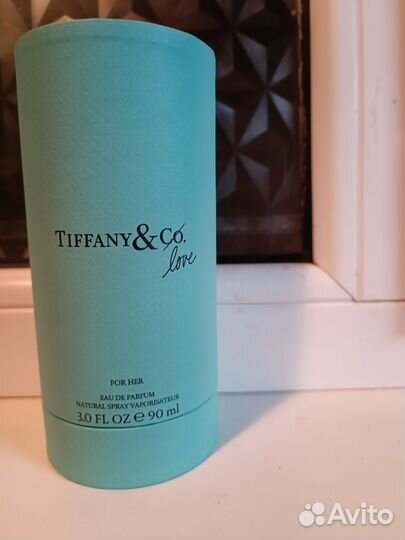 TIFFANY & CO.
love
FOR HER
EAU DE PARFUM
NATURAL SPRAY VAPORISATEUR
3.0 FL OZ ℮ 90 ml
Avito